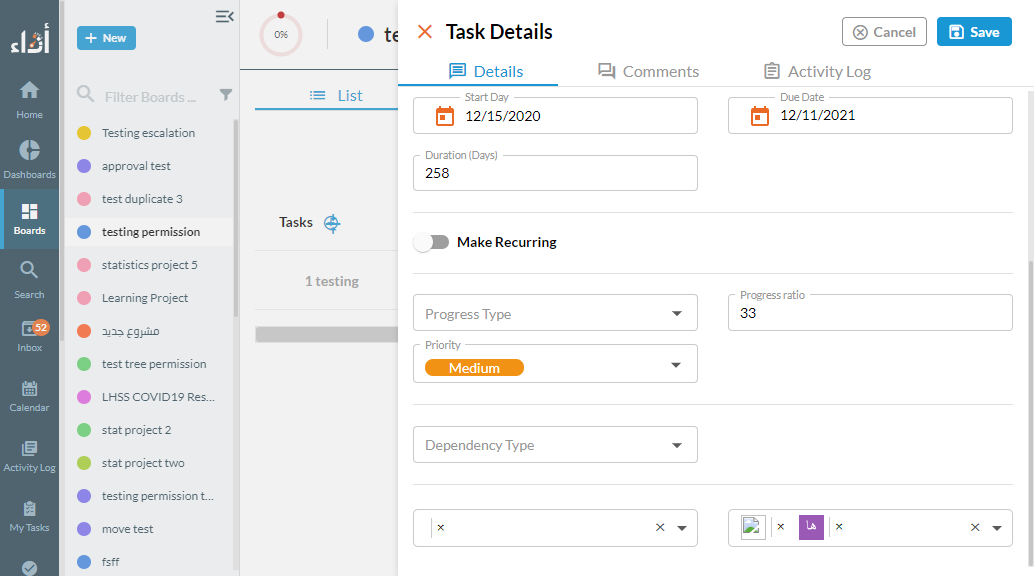 أداء
Home
Dashboards
Boards
Search
52
Inbox
Calendar
Activity Log
My Tasks
+ New
Filter Boards ...
Testing escalation
approval test
test duplicate 3
testing permission
statistics project 5
Learning Project
مشروع جديد
test tree permission
LHSS COVID19 Res...
stat project 2
stat project two
testing permission t...
move test
fsff
0%
te
List
Tasks
1 testing
Task Details
Cancel
Save
Details
Comments
Activity Log
Start Day
12/15/2020
Due Date
12/11/2021
Duration (Days)
258
Make Recurring
Progress Type
Progress ratio
33
Priority
Medium
Dependency Type
× ×
× هـا × ×